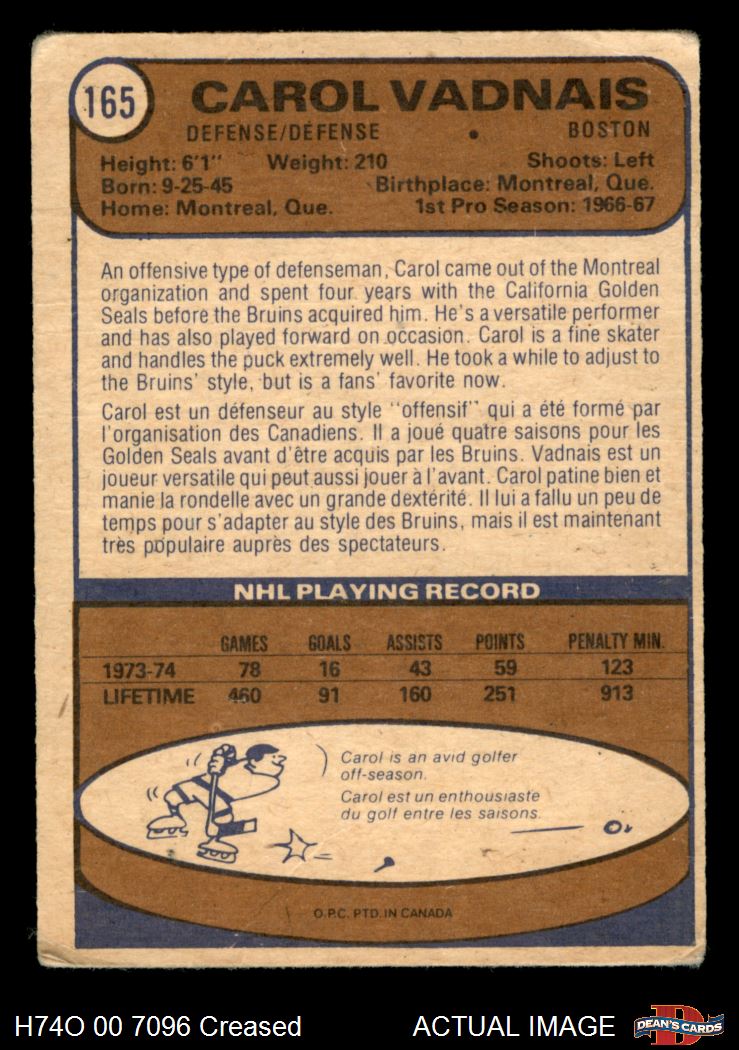 165
CAROL VADNAIS
DEFENSE/DÉFENSE • BOSTON
Height: 6'1" Weight: 210 Shoots: Left
Born: 9-25-45 Birthplace: Montreal, Que.
Home: Montreal, Que. 1st Pro Season: 1966-67
An offensive type of defenseman, Carol came out of the Montreal
organization and spent four years with the California Golden
Seals before the Bruins acquired him. He's a versatile performer
and has also played forward on occasion. Carol is a fine skater
and handles the puck extremely well. He took a while to adjust to
the Bruins' style, but is a fans' favorite now.
Carol est un défenseur au style "offensif" qui a été formé par
l'organisation des Canadiens. Il a joué quatre saisons pour les
Golden Seals avant d'être acquis par les Bruins. Vadnais est un
joueur versatile qui peut aussi jouer à l'avant. Carol patine bien et
manie la rondelle avec un grande dextérité. Il lui a fallu un peu de
temps pour s'adapter au style des Bruins, mais il est maintenant
très populaire auprès des spectateurs.
NHL PLAYING RECORD
GAMES GOALS ASSISTS POINTS PENALTY MIN.
1973-74 78 16 43 59 123
LIFETIME 460 91 160 251 913
Carol is an avid golfer
off-season.
Carol est un enthousiaste
du golf entre les saisons.
O.P.C. PTD. IN CANADA
H74O 00 7096 Creased ACTUAL IMAGE
D
DEAN'S CARDS